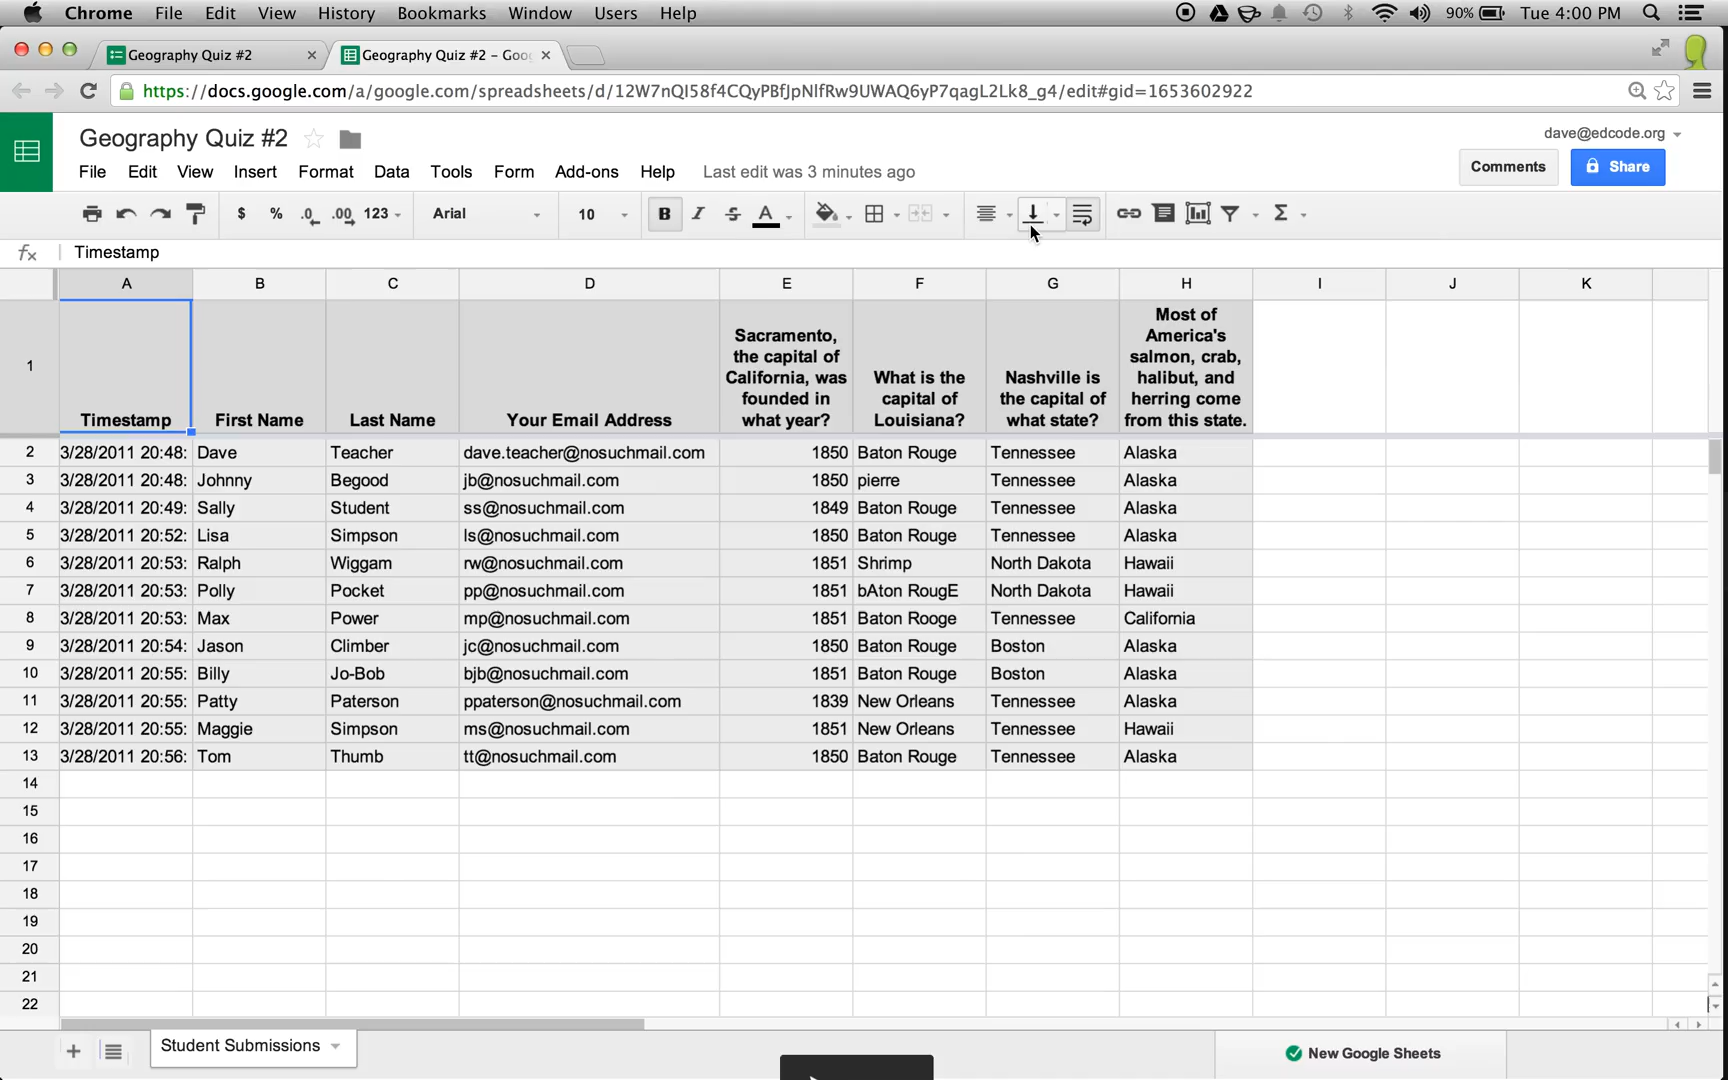 Chrome File Edit View History Bookmarks Window Users Help 90% Tue 4:00 PM
Geography Quiz #2 Geography Quiz #2 – Goo
https://docs.google.com/a/google.com/spreadsheets/d/12W7nQI58f4CQyPBfJpNIfRw9UWAQ6yP7qagL2Lk8_g4/edit#gid=1653602922
Geography Quiz #2 dave@edcode.org
File Edit View Insert Format Data Tools Form Add-ons Help Last edit was 3 minutes ago Comments Share
$ % .0 .00 123 Arial 10 B I S A Σ
fx Timestamp
A B C D E F G H I J K
1 Timestamp First Name Last Name Your Email Address
Sacramento,
the capital of
California, was
founded in
what year?
What is the
capital of
Louisiana?
Nashville is
the capital of
what state?
Most of
America's
salmon, crab,
halibut, and
herring come
from this state.
2 3/28/2011 20:48: Dave Teacher dave.teacher@nosuchmail.com 1850 Baton Rouge Tennessee Alaska
3 3/28/2011 20:48: Johnny Begood jb@nosuchmail.com 1850 pierre Tennessee Alaska
4 3/28/2011 20:49: Sally Student ss@nosuchmail.com 1849 Baton Rouge Tennessee Alaska
5 3/28/2011 20:52: Lisa Simpson ls@nosuchmail.com 1850 Baton Rouge Tennessee Alaska
6 3/28/2011 20:53: Ralph Wiggam rw@nosuchmail.com 1851 Shrimp North Dakota Hawaii
7 3/28/2011 20:53: Polly Pocket pp@nosuchmail.com 1851 bAton RougE North Dakota Hawaii
8 3/28/2011 20:53: Max Power mp@nosuchmail.com 1851 Baton Rooge Tennessee California
9 3/28/2011 20:54: Jason Climber jc@nosuchmail.com 1850 Baton Rouge Boston Alaska
10 3/28/2011 20:55: Billy Jo-Bob bjb@nosuchmail.com 1851 Baton Rouge Boston Alaska
11 3/28/2011 20:55: Patty Paterson ppaterson@nosuchmail.com 1839 New Orleans Tennessee Alaska
12 3/28/2011 20:55: Maggie Simpson ms@nosuchmail.com 1851 New Orleans Tennessee Hawaii
13 3/28/2011 20:56: Tom Thumb tt@nosuchmail.com 1850 Baton Rouge Tennessee Alaska
14
15
16
17
18
19
20
21
22
Student Submissions New Google Sheets